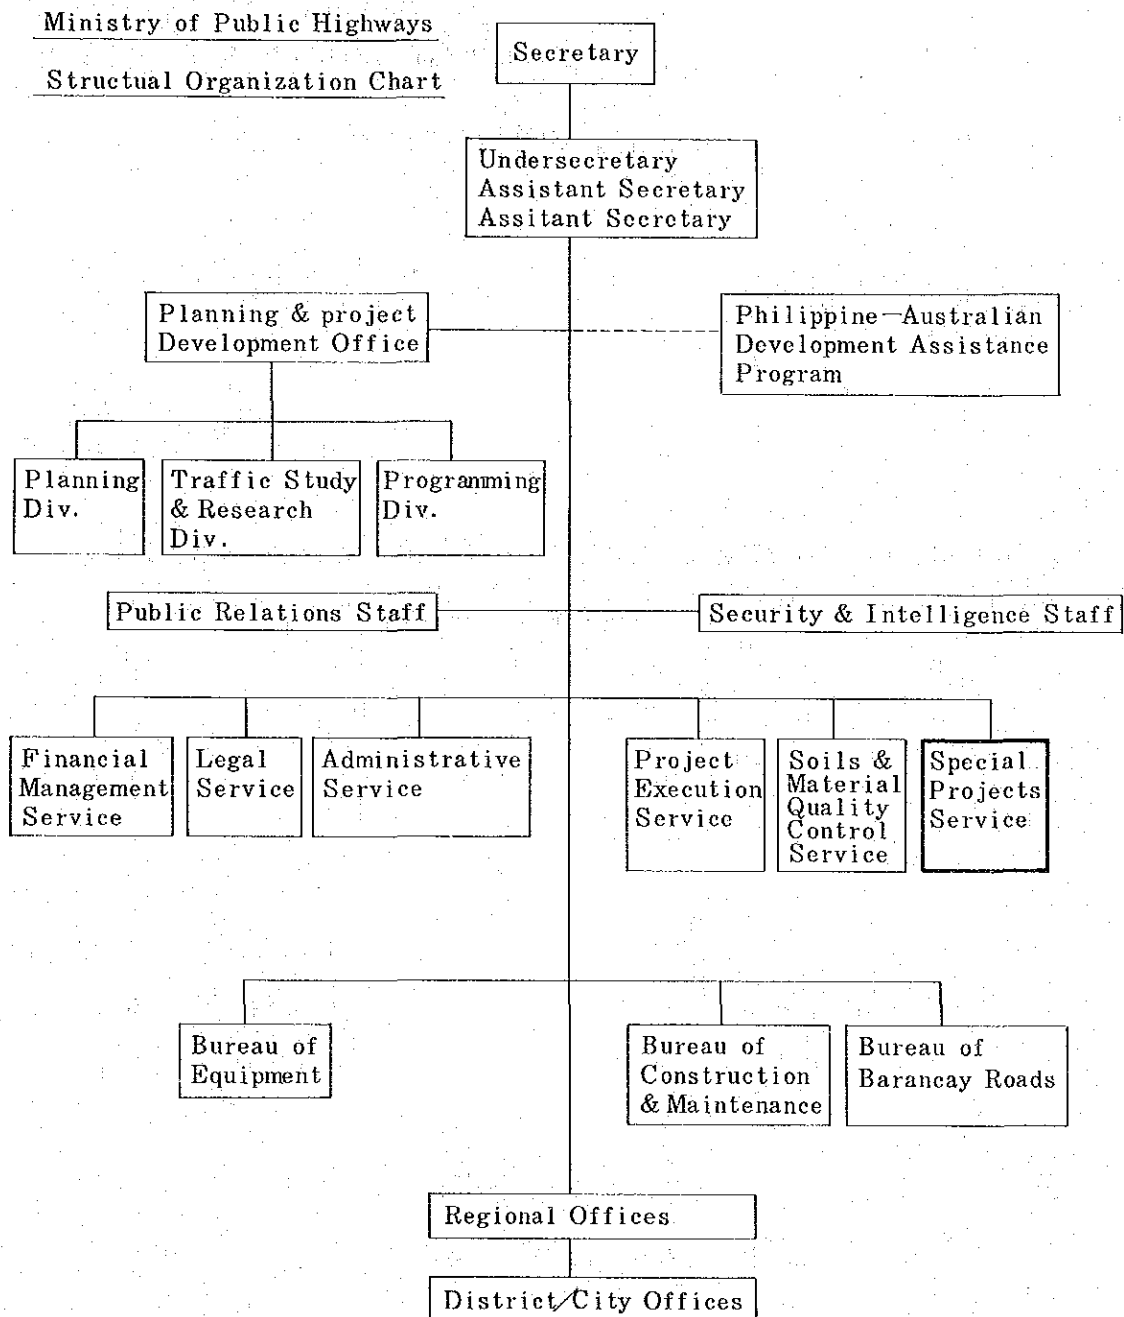 Ministry of Public Highways
Structual Organization Chart
Secretary
Undersecretary
Assistant Secretary
Assitant Secretary
Planning & project
Development Office
Philippine—Australian
Development Assistance
Program
Planning
Div.
Traffic Study
& Research
Div.
Programming
Div.
Public Relations Staff
Security & Intelligence Staff
Financial
Management
Service
Legal
Service
Administrative
Service
Project
Execution
Service
Soils &
Material
Quality
Control
Service
Special
Projects
Service
Bureau of
Equipment
Bureau of
Construction
& Maintenance
Bureau of
Barancay Roads
Regional Offices
District/City Offices